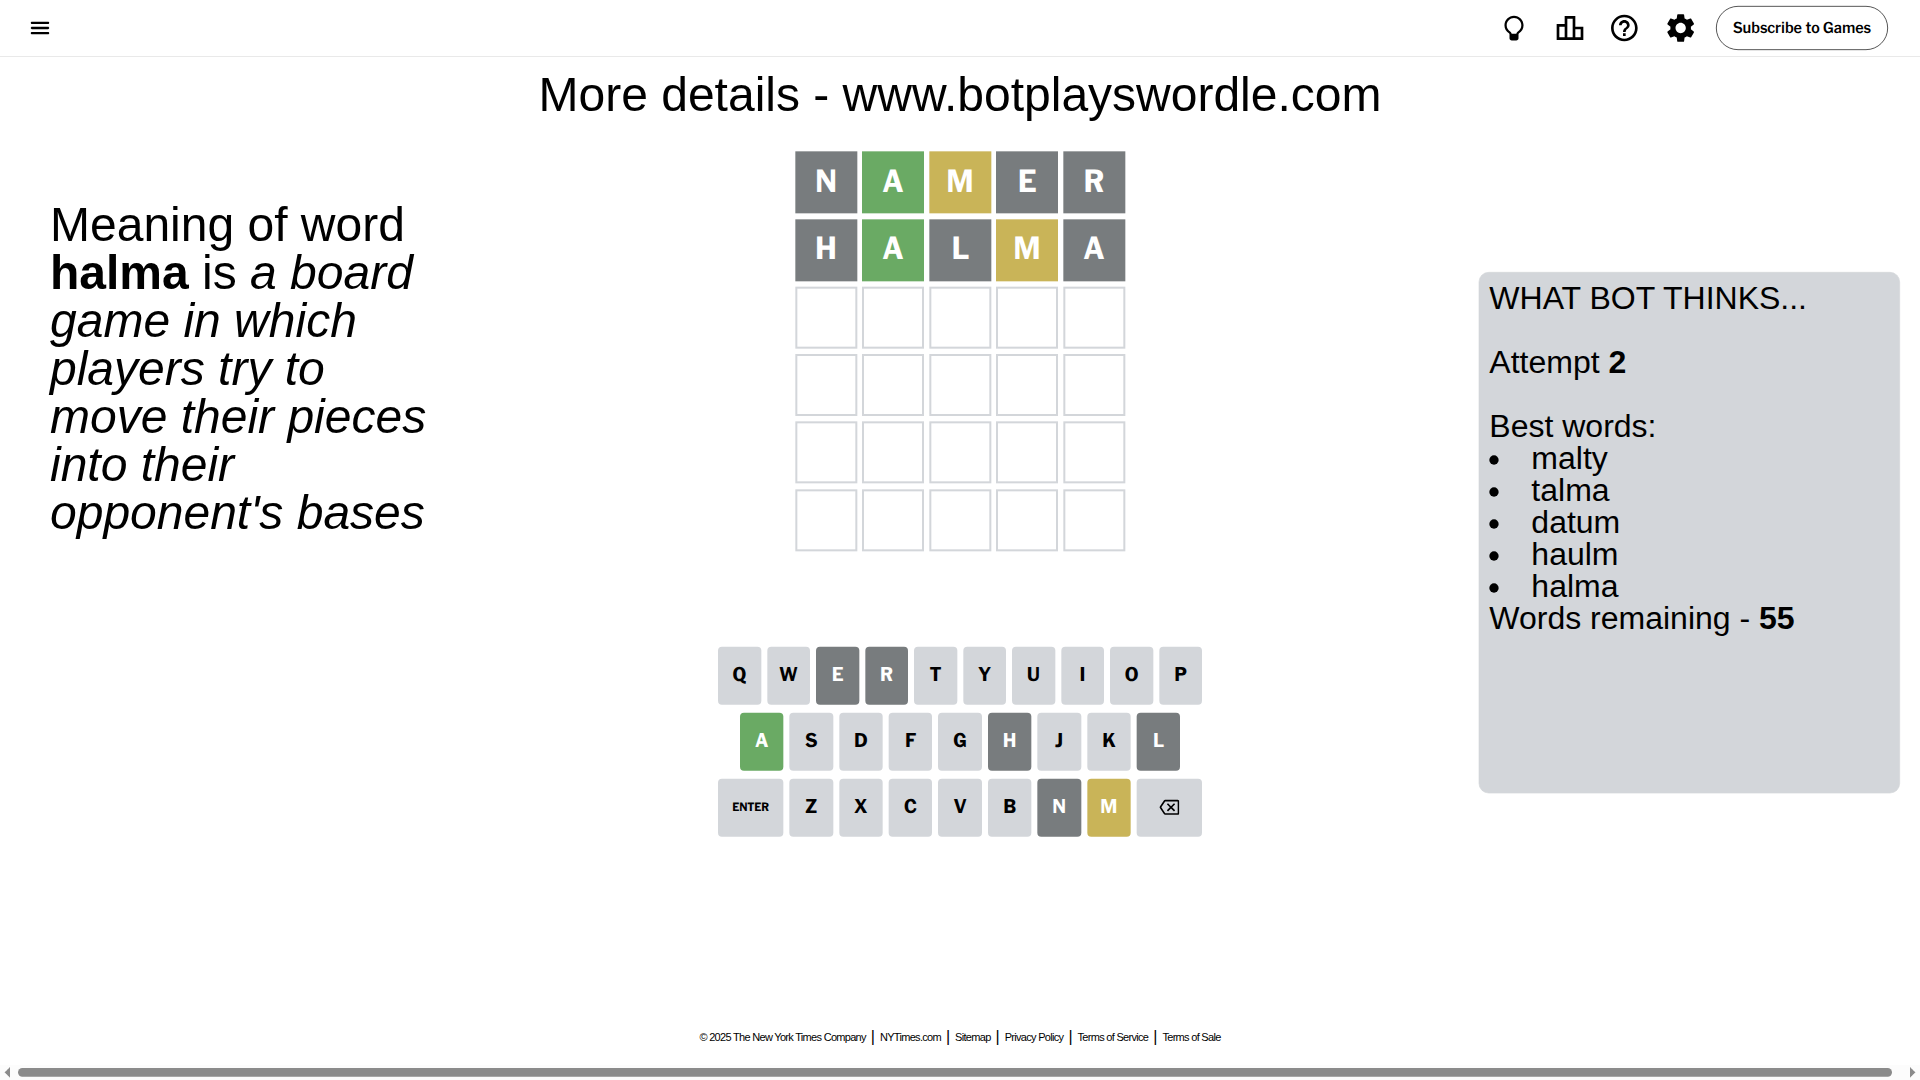 Subscribe to Games
More details - www.botplayswordle.com
Meaning of word
halma is a board
game in which
players try to
move their pieces
into their
opponent's bases
N A M E R
H A L M A
WHAT BOT THINKS...
Attempt 2
Best words:
• malty
• talma
• datum
• haulm
• halma
Words remaining - 55
Q W E R T Y U I O P
A S D F G H J K L
ENTER Z X C V B N M
© 2025 The New York Times Company | NYTimes.com | Sitemap | Privacy Policy | Terms of Service | Terms of Sale